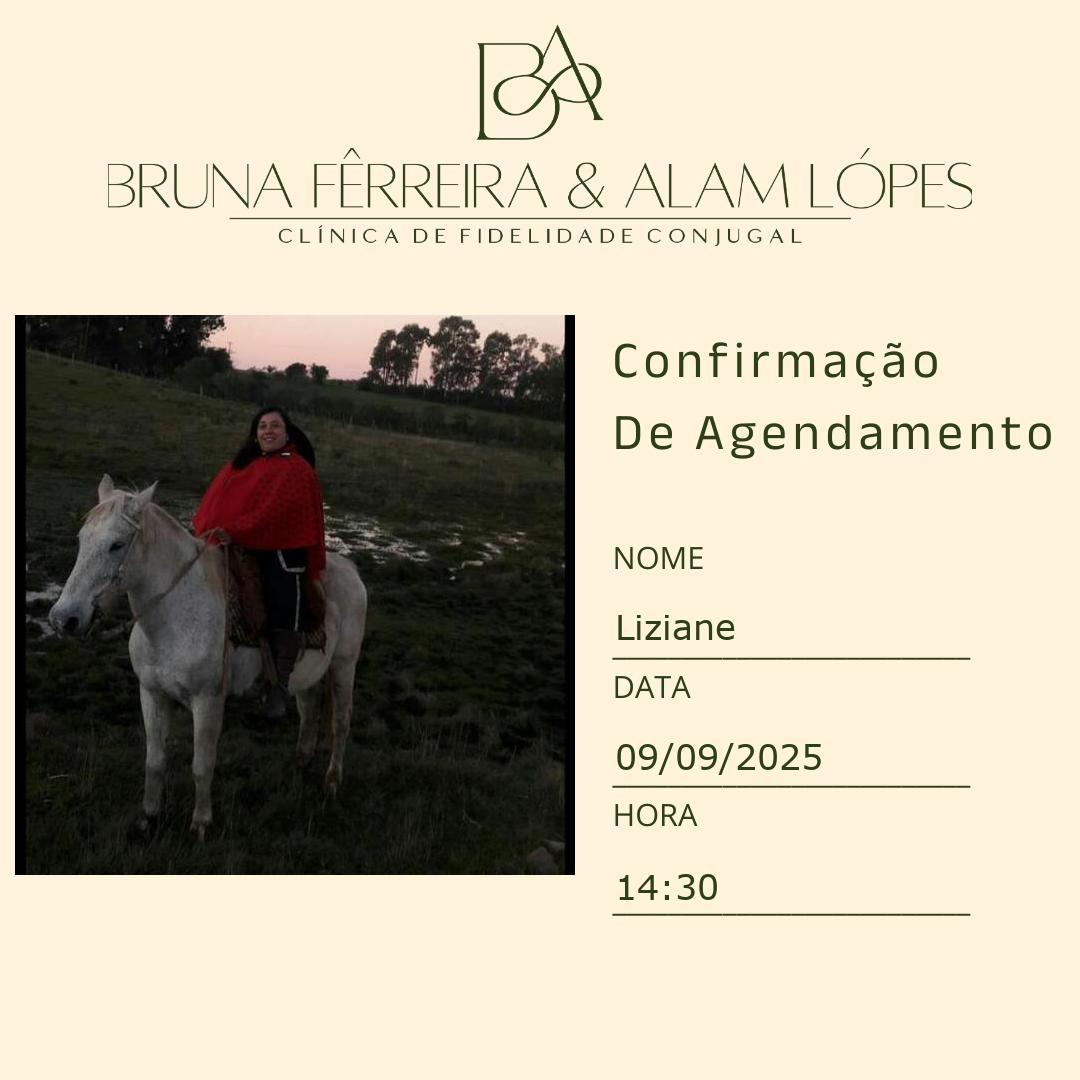 BA
BRUNA FÊRREIRA & ALAM LÓPES
CLÍNICA DE FIDELIDADE CONJUGAL
Confirmação
De Agendamento
NOME
Liziane
DATA
09/09/2025
HORA
14:30